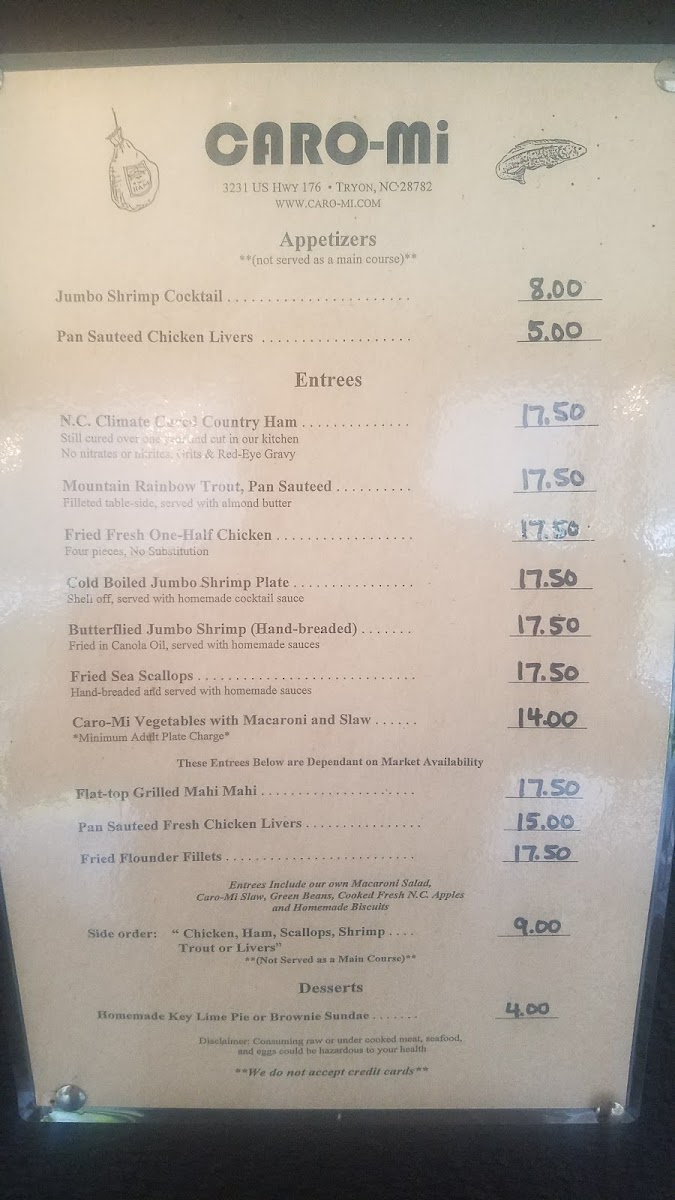 CARO-Mi
3231 US HWY 176 • TRYON, NC 28782
WWW.CARO-MI.COM
Appetizers
**(not served as a main course)**
Jumbo Shrimp Cocktail ....................... 8.00
Pan Sauteed Chicken Livers ................... 5.00
Entrees
N.C. Climate Cured Country Ham .............. 17.50
Still cured over one year and cut in our kitchen
No nitrates or nitrites, Grits & Red-Eye Gravy
Mountain Rainbow Trout, Pan Sauteed .......... 17.50
Filleted table-side, served with almond butter
Fried Fresh One-Half Chicken ................. 17.50
Four pieces, No Substitution
Cold Boiled Jumbo Shrimp Plate ............... 17.50
Shell off, served with homemade cocktail sauce
Butterflied Jumbo Shrimp (Hand-breaded) ....... 17.50
Fried in Canola Oil, served with homemade sauces
Fried Sea Scallops ........................... 17.50
Hand-breaded and served with homemade sauces
Caro-Mi Vegetables with Macaroni and Slaw ...... 14.00
*Minimum Adult Plate Charge*
These Entrees Below are Dependant on Market Availability
Flat-top Grilled Mahi Mahi .................... 17.50
Pan Sauteed Fresh Chicken Livers ............... 15.00
Fried Flounder Fillets ......................... 17.50
Entrees Include our own Macaroni Salad,
Caro-Mi Slaw, Green Beans, Cooked Fresh N.C. Apples
and Homemade Biscuits
Side order: “ Chicken, Ham, Scallops, Shrimp .... 9.00
Trout or Livers”
**(Not Served as a Main Course)**
Desserts
Homemade Key Lime Pie or Brownie Sundae ....... 4.00
Disclaimer: Consuming raw or under cooked meat, seafood,
and eggs could be hazardous to your health
**We do not accept credit cards**